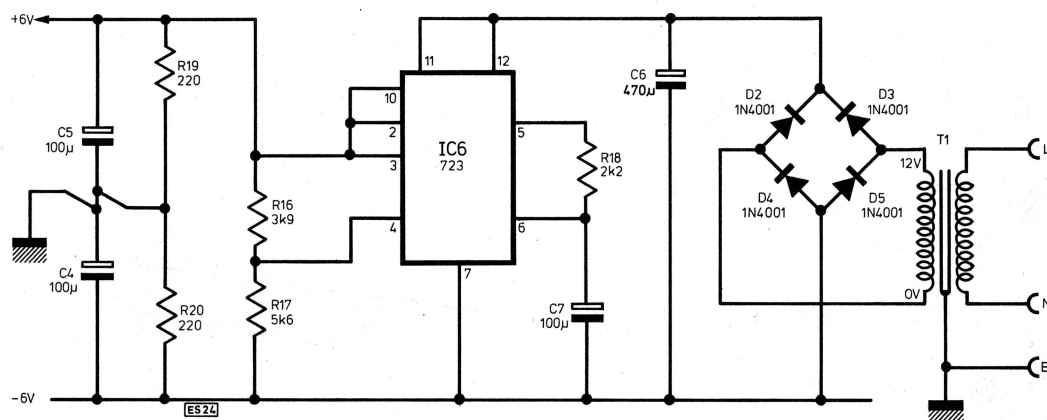 +6V
R19
220
C5
100µ
C4
100µ
R20
220
-6V
ES24
R16
3k9
R17
5k6
11
12
10
2
3
4
IC6
723
5
6
7
R18
2k2
C7
100µ
C6
470µ
D2
1N4001
D3
1N4001
D4
1N4001
D5
1N4001
12V
0V
T1
L
N
E